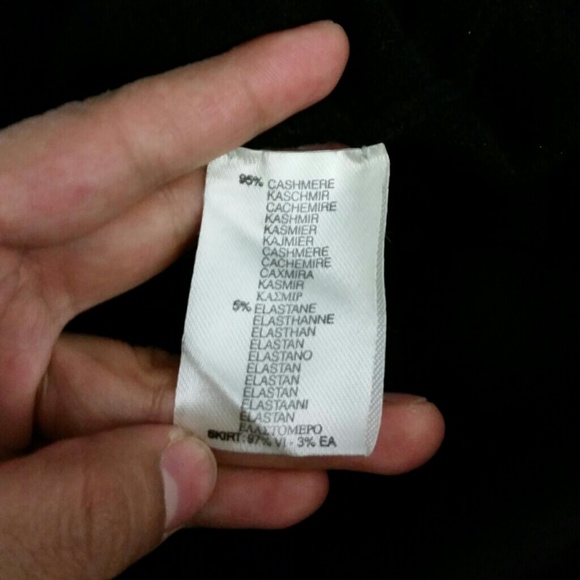 95% CASHMERE
KASCHMIR
CACHEMIRE
KASHMIR
KASMIER
KAJMIER
CASHMERE
CACHEMIRE
CAXMIRA
KASMIR
ΚΑΣΜΙΡ
5% ELASTANE
ELASTHANNE
ELASTHAN
ELASTAN
ELASTANO
ELASTAN
ELASTAN
ELASTAN
ELASTAANI
ELASTAN
ΕΛΑΣΤΟΜΕΡΟ
SKIRT: 97% VI - 3% EA